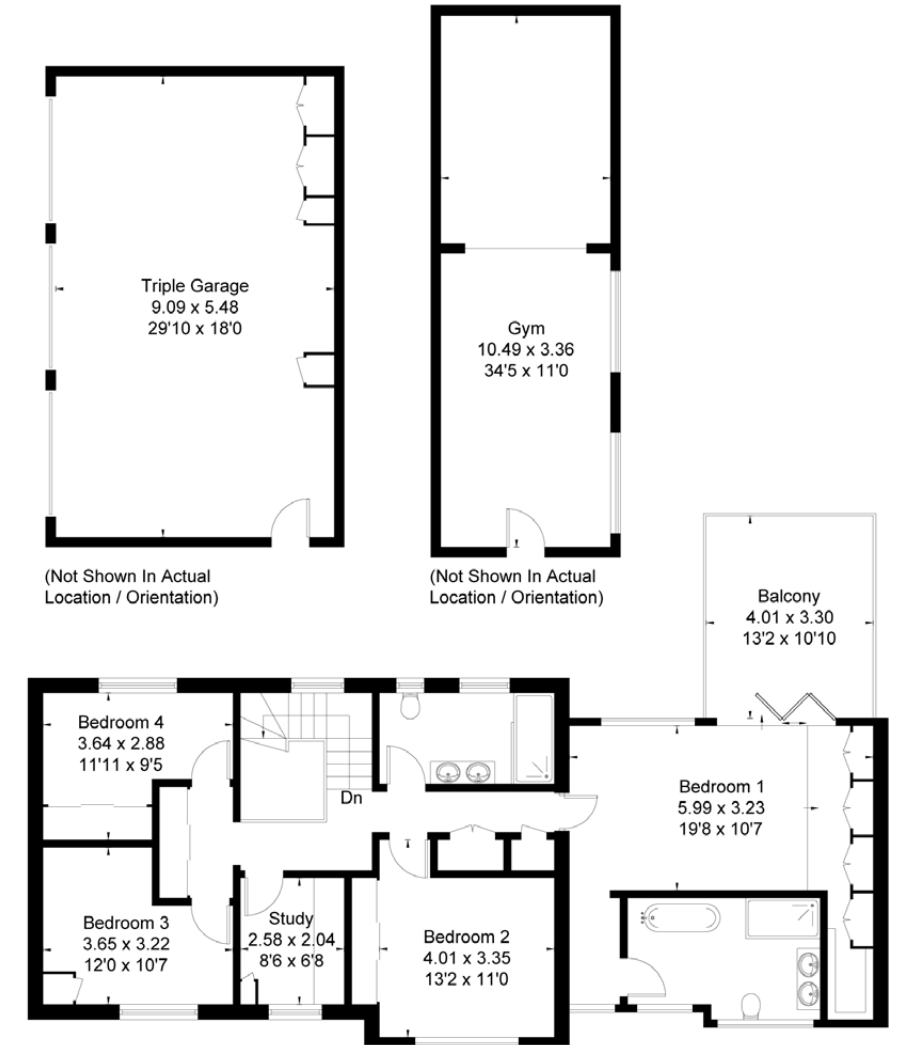 Triple Garage
9.09 x 5.48
29'10 x 18'0
Gym
10.49 x 3.36
34'5 x 11'0
(Not Shown In Actual
Location / Orientation)
(Not Shown In Actual
Location / Orientation)
Balcony
4.01 x 3.30
13'2 x 10'10
Bedroom 4
3.64 x 2.88
11'11 x 9'5
Dn
Bedroom 1
5.99 x 3.23
19'8 x 10'7
Bedroom 3
3.65 x 3.22
12'0 x 10'7
Study
2.58 x 2.04
8'6 x 6'8
Bedroom 2
4.01 x 3.35
13'2 x 11'0